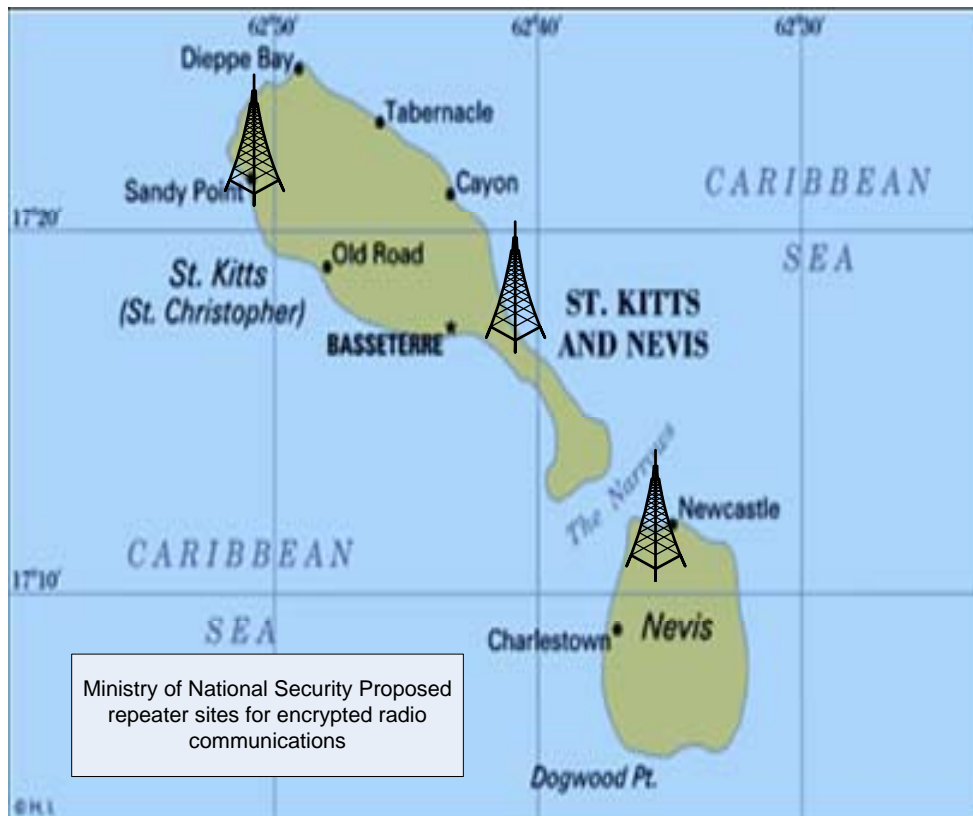 62°50'
62°40'
62°30'
Dieppe Bay
Tabernacle
Sandy Point
Cayon
CARIBBEAN
SEA
17°20'
Old Road
St. Kitts
(St. Christopher)
BASSETERRE
ST. KITTS
AND NEVIS
The Narrows
Newcastle
CARIBBEAN
SEA
17°10'
Charlestown
Nevis
Ministry of National Security Proposed
repeater sites for encrypted radio
communications
Dogwood Pt.
© H. I.